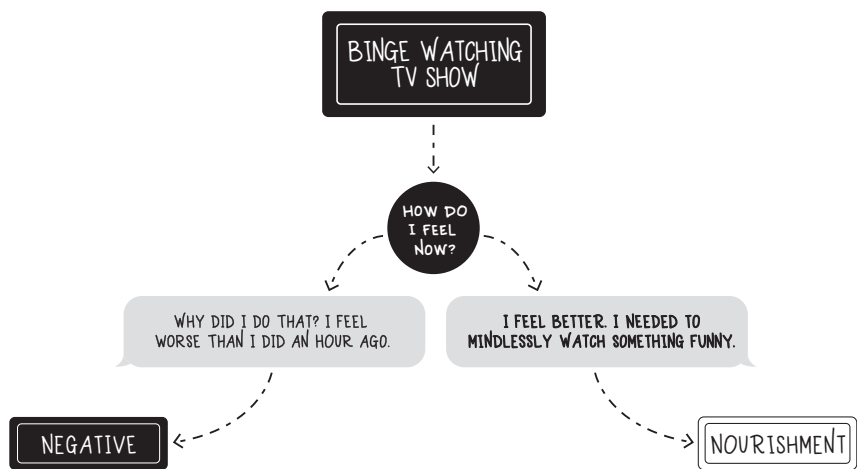 BINGE WATCHING
TV SHOW
HOW DO
I FEEL
NOW?
WHY DID I DO THAT? I FEEL
WORSE THAN I DID AN HOUR AGO.
I FEEL BETTER. I NEEDED TO
MINDLESSLY WATCH SOMETHING FUNNY.
NEGATIVE
NOURISHMENT